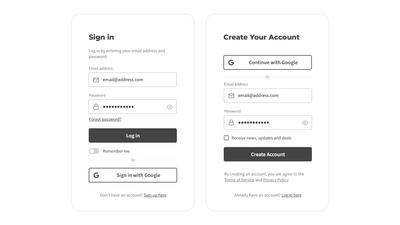 Sign in
Log in by entering your email address and
password.
Email address
email@address.com
Password
Forgot password?
Log in
Remember me
Or
Sign in with Google
Don't have an account? Sign up here
Create Your Account
Continue with Google
Or
Email address
email@address.com
Password
Receive news, updates and deals
Create Account
By creating an account, you are agree to the
Terms of Service and Privacy Policy.
Already have an account? Log in here